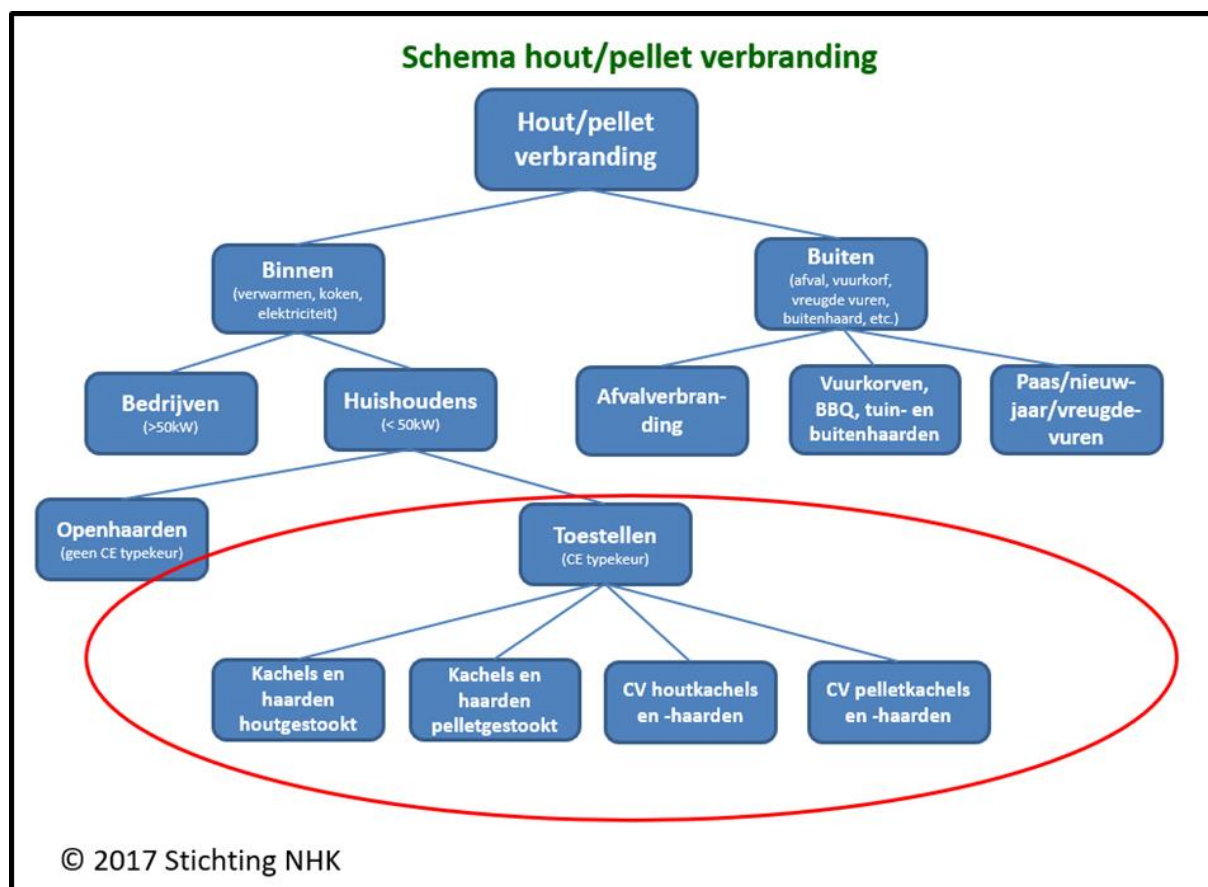 Schema hout/pellet verbranding
Hout/pellet
verbranding
Binnen
(verwarmen, koken,
elektriciteit)
Buiten
(afval, vuurkorf,
vreugde vuren,
buitenhaard, etc.)
Bedrijven
(>50kW)
Huishoudens
(< 50kW)
Afvalverbran-
ding
Vuurkorven,
BBQ, tuin- en
buitenhaarden
Paas/nieuw-
jaar/vreugde-
vuren
Openhaarden
(geen CE typekeur)
Toestellen
(CE typekeur)
Kachels en
haarden
houtgestookt
Kachels en
haarden
pelletgestookt
CV houtkachels
en -haarden
CV pelletkachels
en -haarden
© 2017 Stichting NHK